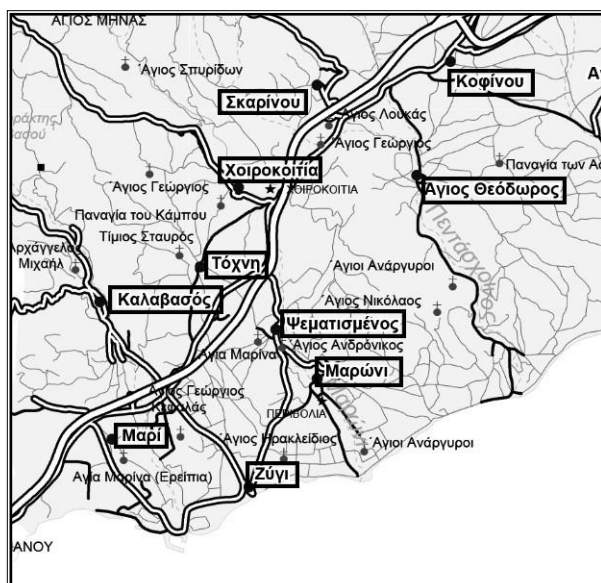 ΑΓΙΟΣ ΜΗΝΑΣ
Άγιος Σπυρίδων
Κοφίνου
Σκαρίνου
Άγιος Λουκάς
Άγιος Γεώργιος
Χοιροκοιτία
Παναγία των
Άγιος Γεώργιος
ΧΟΙΡΟΚΟΙΤΙΑ
Άγιος Θεόδωρος
Παναγία του Κάμπου
Πεντάσχοινος
Τίμιος Σταυρός
Μιχαήλ
Τόχνη
Άγιοι Ανάργυροι
Καλαβασός
Άγιος Νικόλαος
Ψεματισμένος
Αγία Μαρίνα
Άγιος Ανδρόνικος
Μαρώνι
Άγιος Γεώργιος
Κεφαλάς
ΠΕΡΙΒΟΛΙΑ
Μαρί
Άγιος Ηρακλείδιος
Άγιοι Ανάργυροι
Αγία Μαρίνα (Ερείπια)
Ζύγι
ΑΝΟΥ